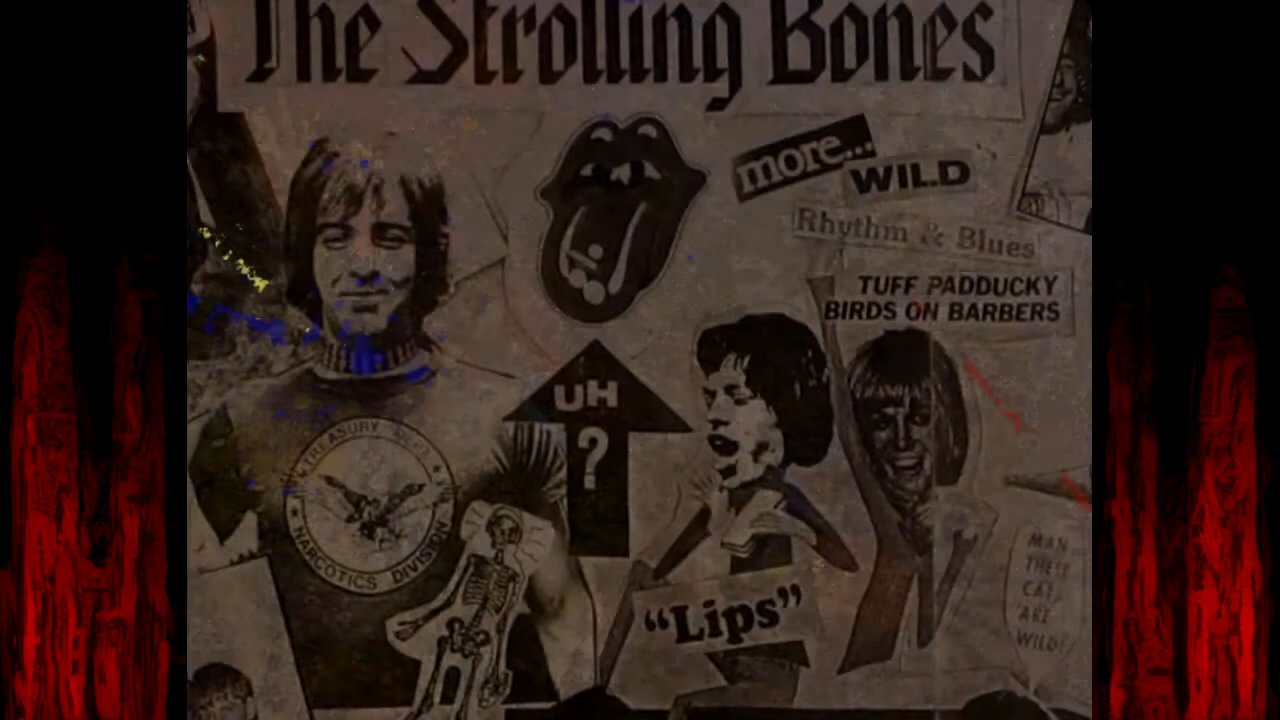 The Strolling Bones
more...
WILD
Rhythm & Blues
TUFF PADDUCKY
BIRDS ON BARBERS
UH
?
TREASURY DEPT.
NARCOTICS DIVISION
"Lips"
MAN
THESE
CATS
ARE
WILD!